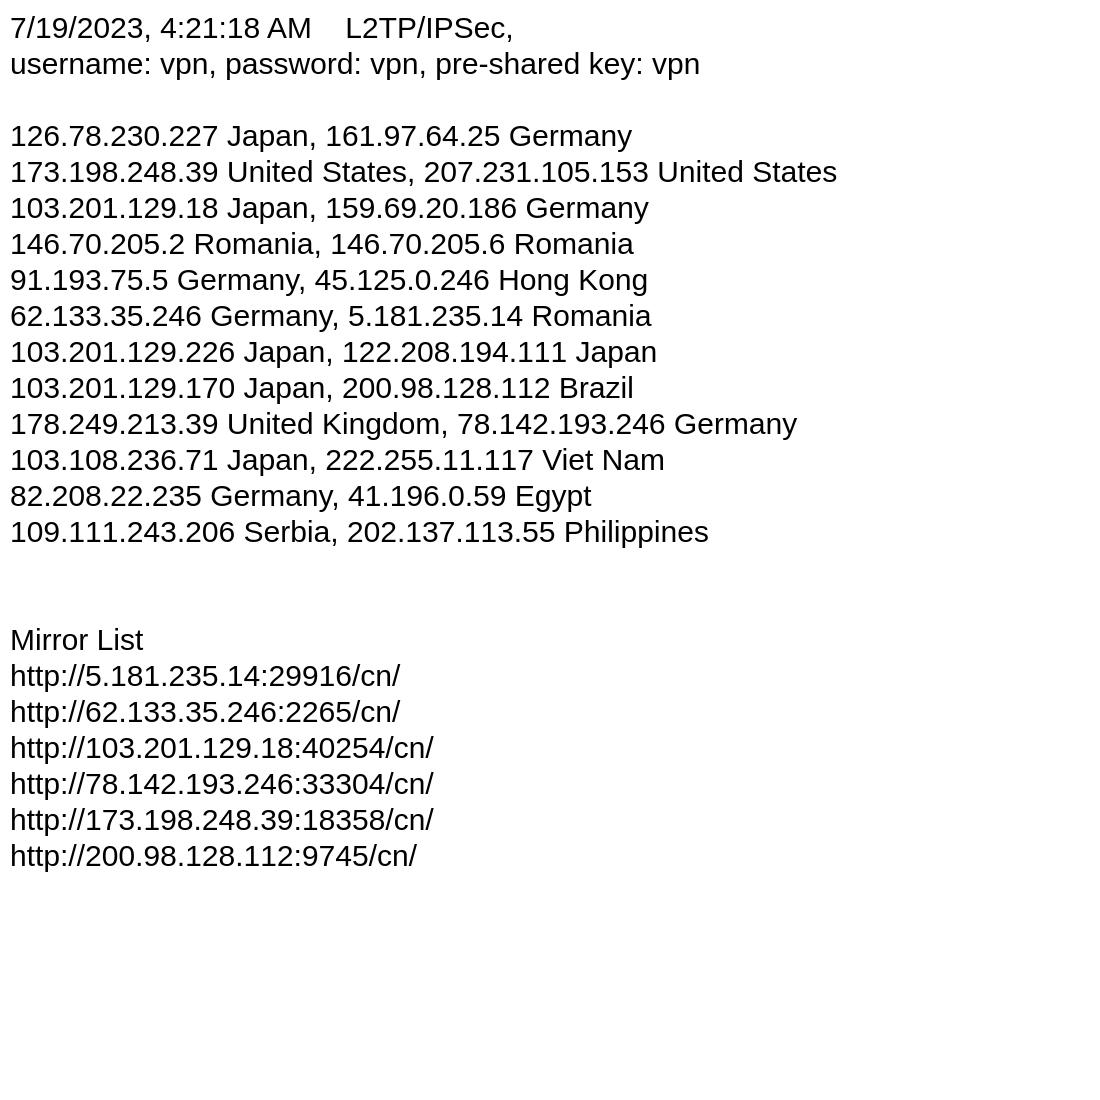 7/19/2023, 4:21:18 AM    L2TP/IPSec,
username: vpn, password: vpn, pre-shared key: vpn
126.78.230.227 Japan, 161.97.64.25 Germany
173.198.248.39 United States, 207.231.105.153 United States
103.201.129.18 Japan, 159.69.20.186 Germany
146.70.205.2 Romania, 146.70.205.6 Romania
91.193.75.5 Germany, 45.125.0.246 Hong Kong
62.133.35.246 Germany, 5.181.235.14 Romania
103.201.129.226 Japan, 122.208.194.111 Japan
103.201.129.170 Japan, 200.98.128.112 Brazil
178.249.213.39 United Kingdom, 78.142.193.246 Germany
103.108.236.71 Japan, 222.255.11.117 Viet Nam
82.208.22.235 Germany, 41.196.0.59 Egypt
109.111.243.206 Serbia, 202.137.113.55 Philippines
Mirror List
http://5.181.235.14:29916/cn/
http://62.133.35.246:2265/cn/
http://103.201.129.18:40254/cn/
http://78.142.193.246:33304/cn/
http://173.198.248.39:18358/cn/
http://200.98.128.112:9745/cn/